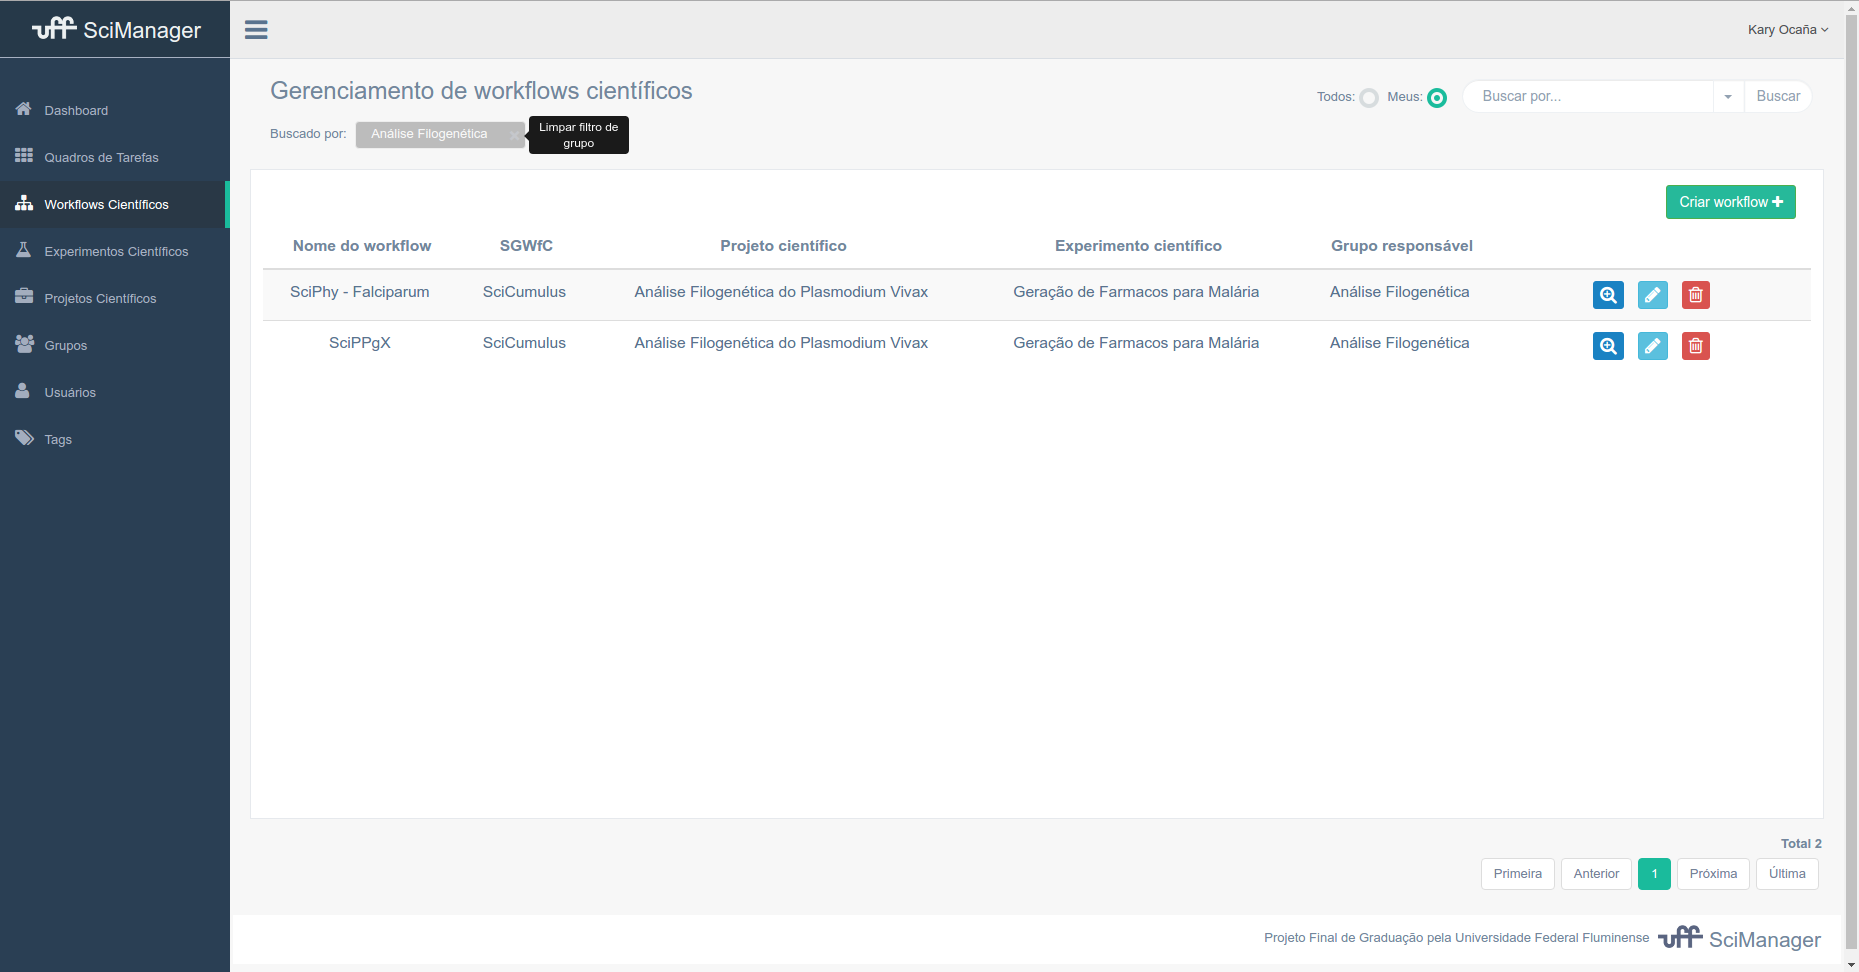 uff SciManager
Kary Ocaña
Dashboard
Quadros de Tarefas
Workflows Científicos
Experimentos Científicos
Projetos Científicos
Grupos
Usuários
Tags
Gerenciamento de workflows científicos
Todos: Meus: Buscar por... Buscar
Buscado por: Análise Filogenética ×
Limpar filtro de
grupo
Criar workflow +
Nome do workflow SGWfC Projeto científico Experimento científico Grupo responsável
SciPhy - Falciparum SciCumulus Análise Filogenética do Plasmodium Vivax Geração de Farmacos para Malária Análise Filogenética
SciPPgX SciCumulus Análise Filogenética do Plasmodium Vivax Geração de Farmacos para Malária Análise Filogenética
Total 2
Primeira Anterior 1 Próxima Última
Projeto Final de Graduação pela Universidade Federal Fluminense uff SciManager